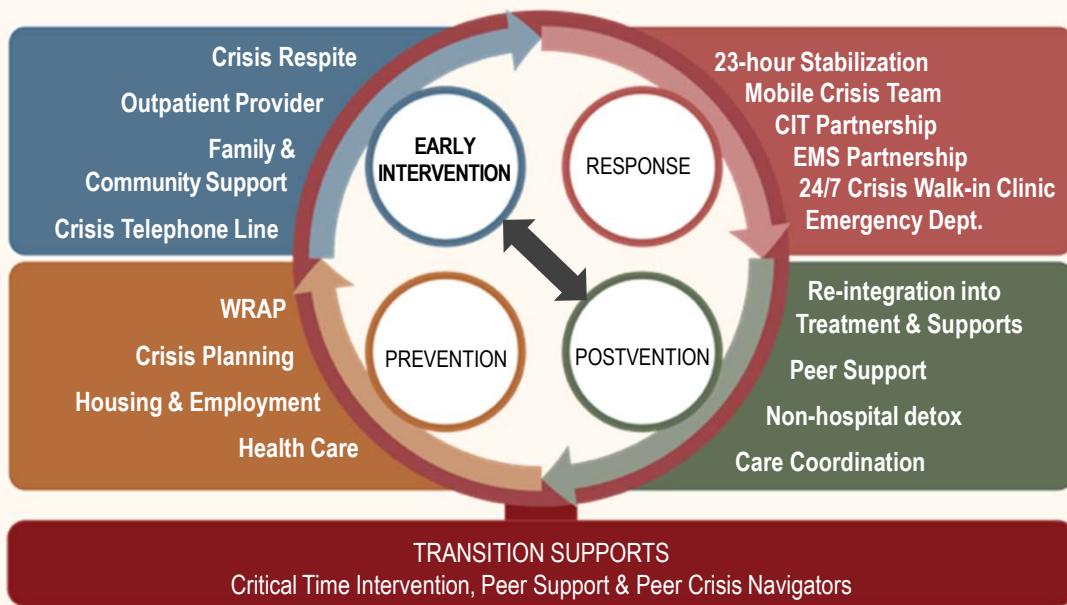 Crisis Respite
Outpatient Provider
Family &
Community Support
Crisis Telephone Line
EARLY
INTERVENTION
RESPONSE
23-hour Stabilization
Mobile Crisis Team
CIT Partnership
EMS Partnership
24/7 Crisis Walk-in Clinic
Emergency Dept.
WRAP
Crisis Planning
Housing & Employment
Health Care
PREVENTION
POSTVENTION
Re-integration into
Treatment & Supports
Peer Support
Non-hospital detox
Care Coordination
TRANSITION SUPPORTS
Critical Time Intervention, Peer Support & Peer Crisis Navigators